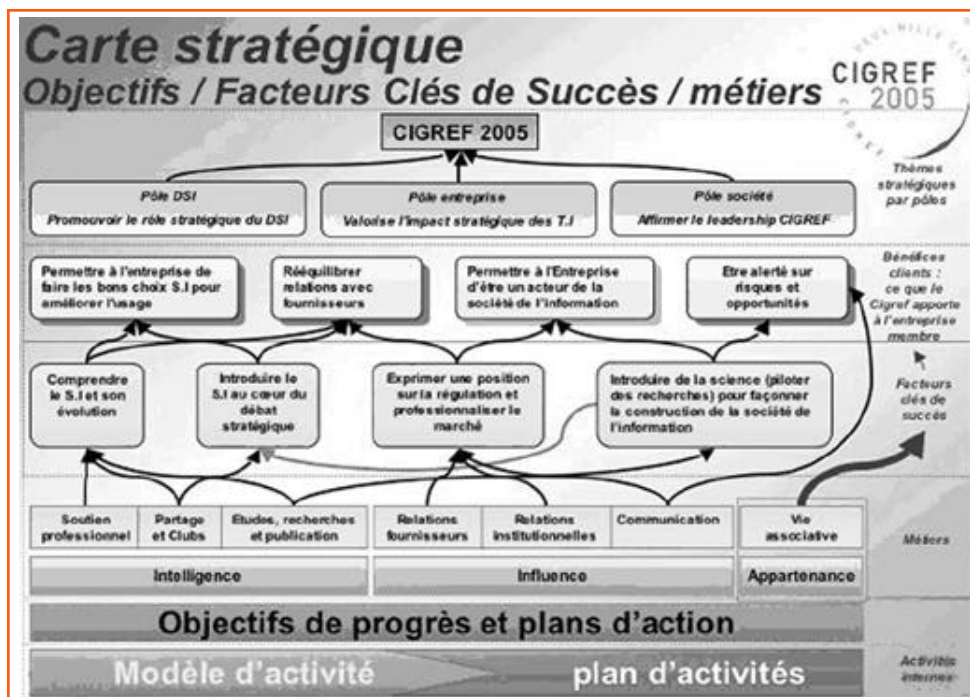 Carte stratégique
Objectifs / Facteurs Clés de Succès / métiers
CIGREF
2005
CIGREF 2005
Thèmes
stratégiques
par pôles
Pôle DSI
Promouvoir le rôle stratégique du DSI
Pôle entreprise
Valorise l'impact stratégique des T.I
Pôle société
Affirmer le leadership CIGREF
Permettre à l'entreprise de
faire les bons choix S.I pour
améliorer l'usage
Rééquilibrer
relations avec
fournisseurs
Permettre à l'Entreprise
d'être un acteur de la
société de l'information
Etre alerté sur
risques et
opportunités
Bénéfices
clients :
ce que le
Cigref apporte
à l'entreprise
membre
Comprendre
le S.I et son
évolution
Introduire le
S.I au cœur du
débat
stratégique
Exprimer une position
sur la régulation et
professionnaliser le
marché
Introduire de la science (piloter
des recherches) pour façonner
la construction de la société de
l'information
Facteurs
clés de
succès
Soutien
professionnel
Partage
et Clubs
Etudes, recherches
et publication
Relations
fournisseurs
Relations
institutionnelles
Communication
Vie
associative
Métiers
Intelligence
Influence
Appartenance
Objectifs de progrès et plans d'action
Modèle d'activité
plan d'activités
Activités
internes